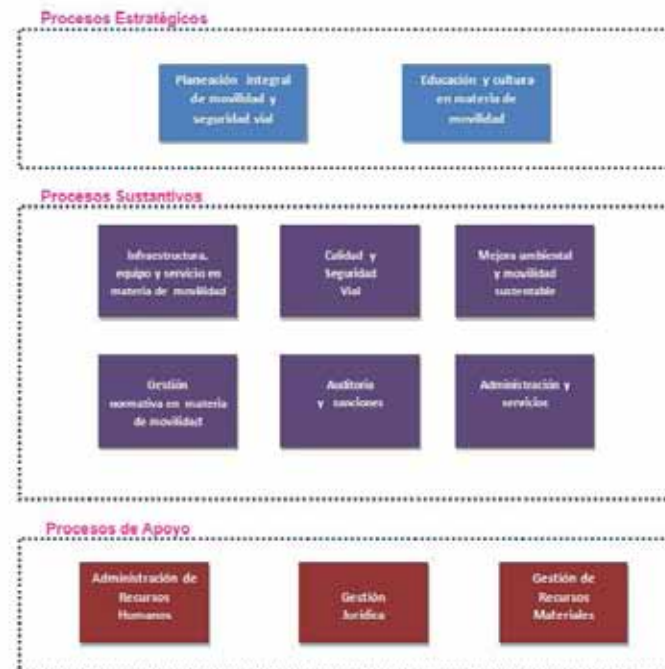 Procesos Estratégicos
Planeación integral
de movilidad y
seguridad vial
Educación y cultura
en materia de
movilidad
Procesos Sustantivos
Infraestructura,
equipo y servicio en
materia de movilidad
Calidad y
Seguridad
Vial
Mejora ambiental
y movilidad
sustentable
Gestión
normativa en materia
de movilidad
Auditoria
y sanciones
Administración y
servicios
Procesos de Apoyo
Administración de
Recursos
Humanos
Gestión
Jurídica
Gestión de
Recursos
Materiales